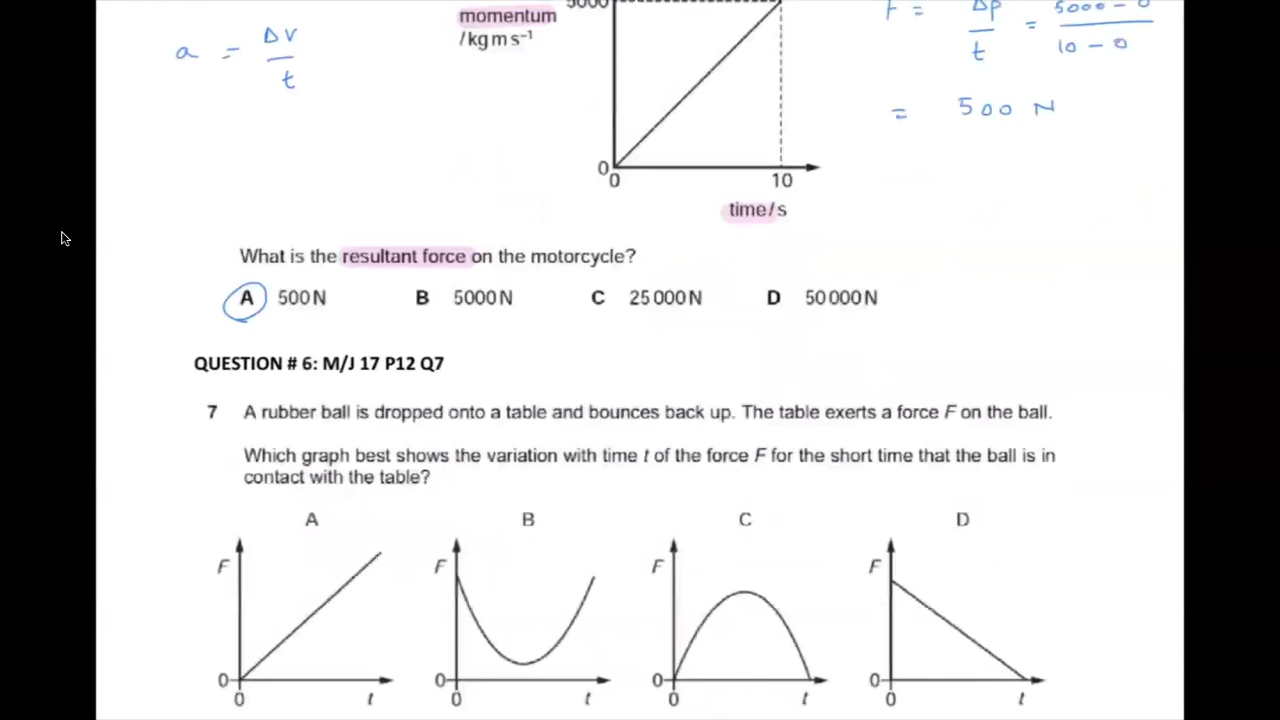 momentum
/kg m s⁻¹
5000
a = Δv
t
Δp
t
= 5000 - 0
10 - 0
= 500 N
0
0
10
time/s
What is the resultant force on the motorcycle?
A 500 N B 5000 N C 25 000 N D 50 000 N
QUESTION # 6: M/J 17 P12 Q7
7 A rubber ball is dropped onto a table and bounces back up. The table exerts a force F on the ball.
Which graph best shows the variation with time t of the force F for the short time that the ball is in
contact with the table?
A B C D
F F F F
0 0 0 0
0 t 0 t 0 t 0 t